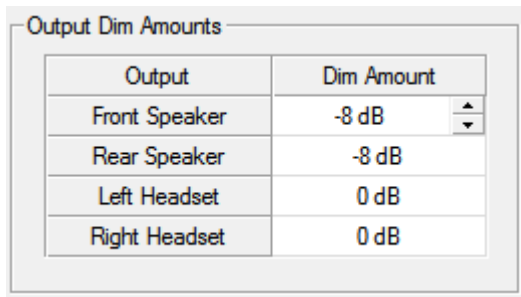 Output Dim Amounts
Output Dim Amount
Front Speaker -8 dB
Rear Speaker -8 dB
Left Headset 0 dB
Right Headset 0 dB